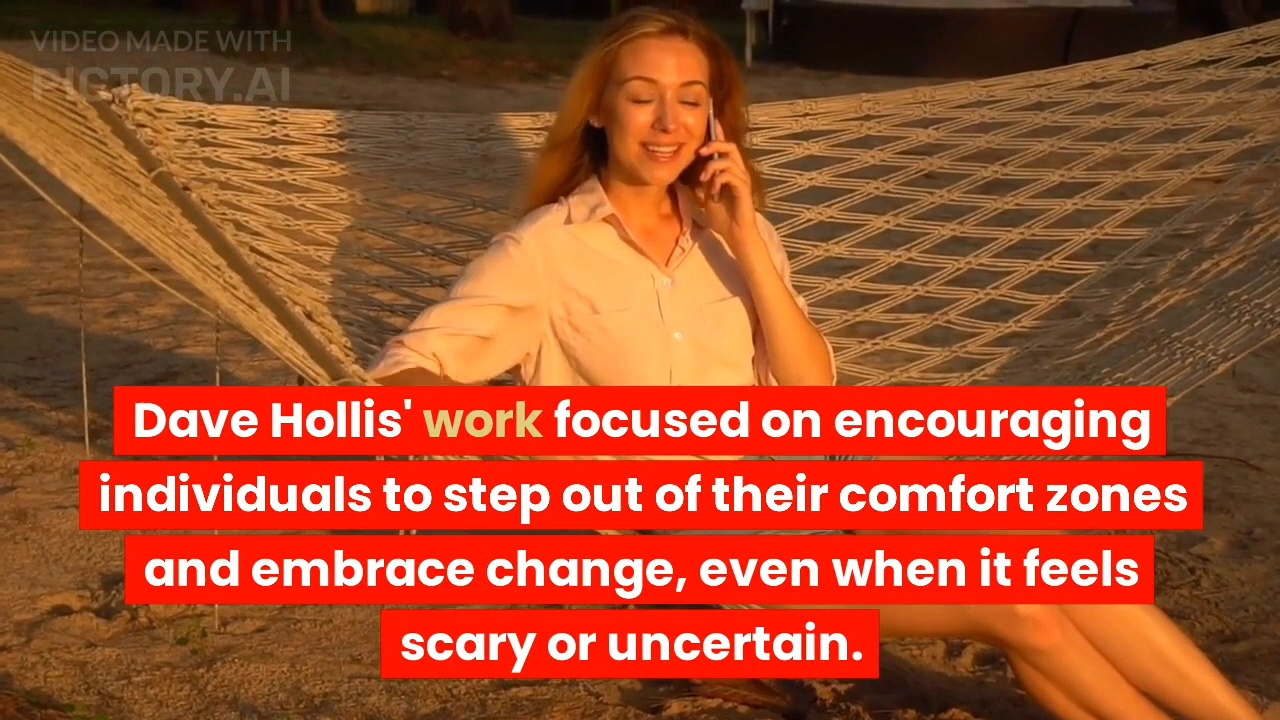 VIDEO MADE WITH
PICTORY.AI
Dave Hollis' work focused on encouraging
individuals to step out of their comfort zones
and embrace change, even when it feels
scary or uncertain.